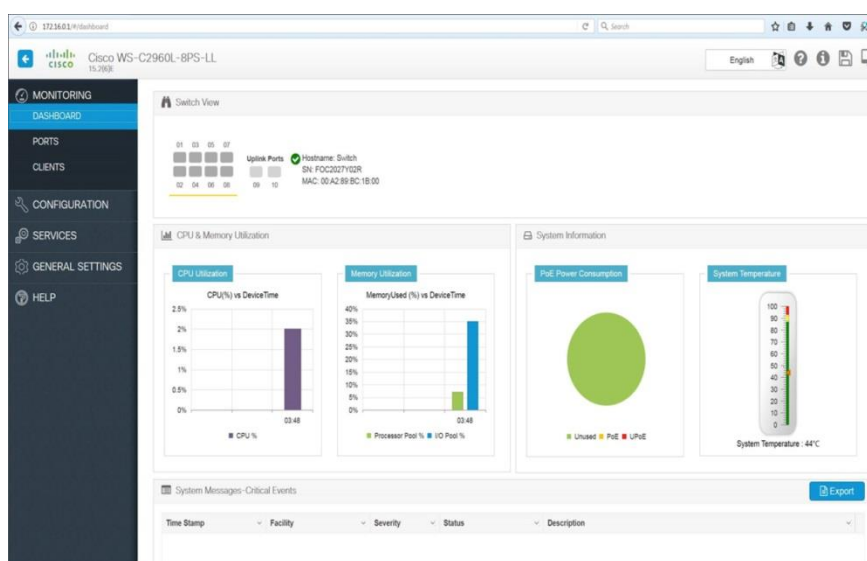 172.16.0.1/#/dashboard
Search
CISCO
Cisco WS-C2960L-8PS-LL
15.2(6)E
English
MONITORING
DASHBOARD
PORTS
CLIENTS
CONFIGURATION
SERVICES
GENERAL SETTINGS
HELP
Switch View
01 03 05 07
02 04 06 08
Uplink Ports
09 10
Hostname: Switch
SN: FOC2027Y02R
MAC: 00:A2:89:BC:1B:00
CPU & Memory Utilization
CPU Utilization
CPU(%) vs DeviceTime
2.5%
2%
1.5%
1%
0.5%
0%
03:48
CPU %
Memory Utilization
MemoryUsed (%) vs DeviceTime
40%
35%
30%
25%
20%
15%
10%
5%
0%
03:48
Processor Pool % I/O Pool %
System Information
PoE Power Consumption
Unused PoE UPoE
System Temperature
100
90
80
70
60
50
40
30
20
10
0
System Temperature : 44°C
System Messages-Critical Events
Export
Time Stamp Facility Severity Status Description